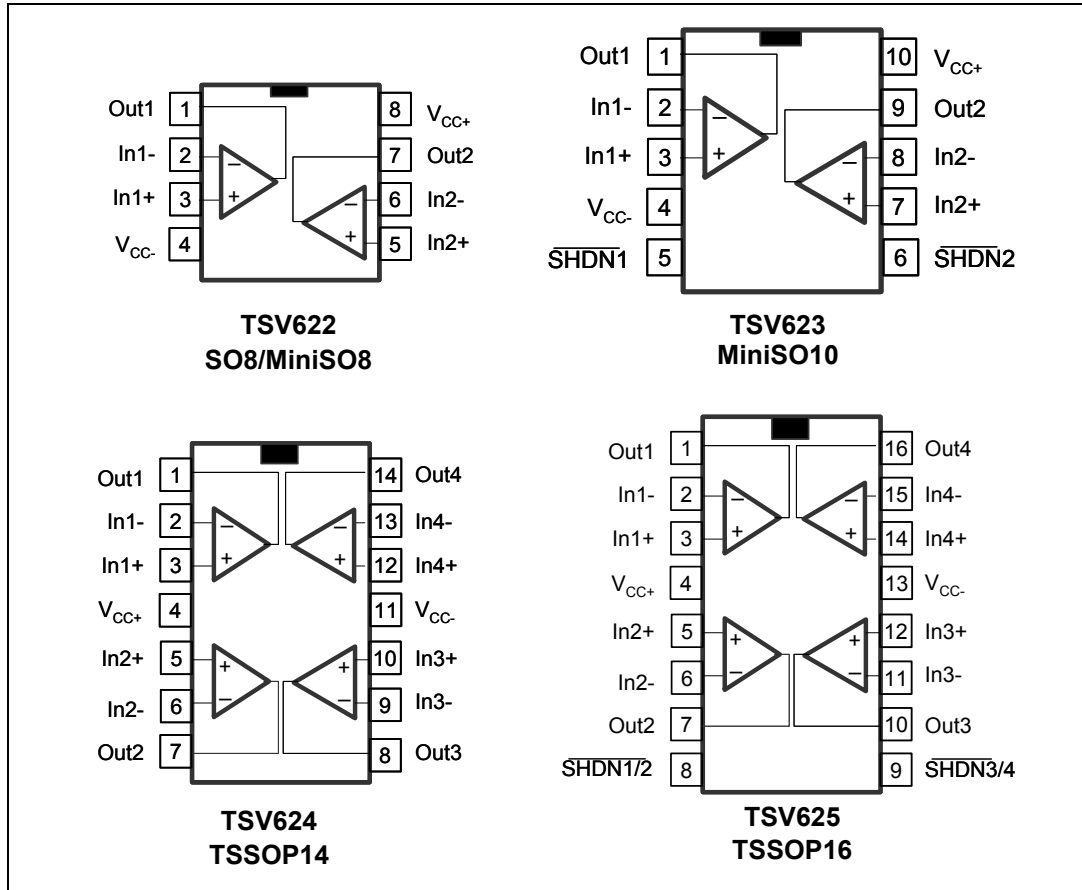 Out1 1 8 VCC+
In1- 2 − 7 Out2
In1+ 3 + − 6 In2-
VCC- 4 + 5 In2+
TSV622
SO8/MiniSO8
Out1 1 10 VCC+
In1- 2 − 9 Out2
In1+ 3 + − 8 In2-
VCC- 4 + 7 In2+
SHDN1 5 6 SHDN2
TSV623
MiniSO10
Out1 1 14 Out4
In1- 2 − − 13 In4-
In1+ 3 + + 12 In4+
VCC+ 4 11 VCC-
In2+ 5 + + 10 In3+
In2- 6 − − 9 In3-
Out2 7 8 Out3
TSV624
TSSOP14
Out1 1 16 Out4
In1- 2 − − 15 In4-
In1+ 3 + + 14 In4+
VCC+ 4 13 VCC-
In2+ 5 + + 12 In3+
In2- 6 − − 11 In3-
Out2 7 10 Out3
SHDN1/2 8 9 SHDN3/4
TSV625
TSSOP16